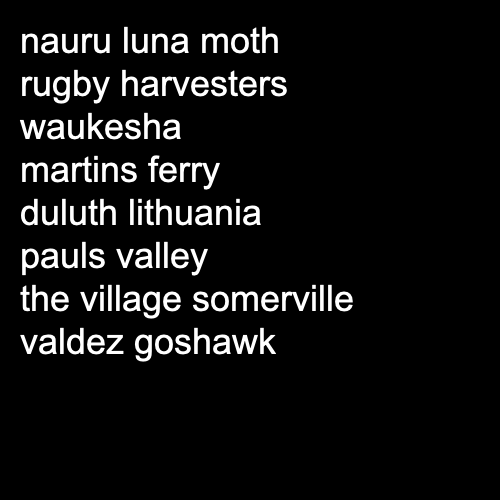 nauru luna moth
rugby harvesters
waukesha
martins ferry
duluth lithuania
pauls valley
the village somerville
valdez goshawk